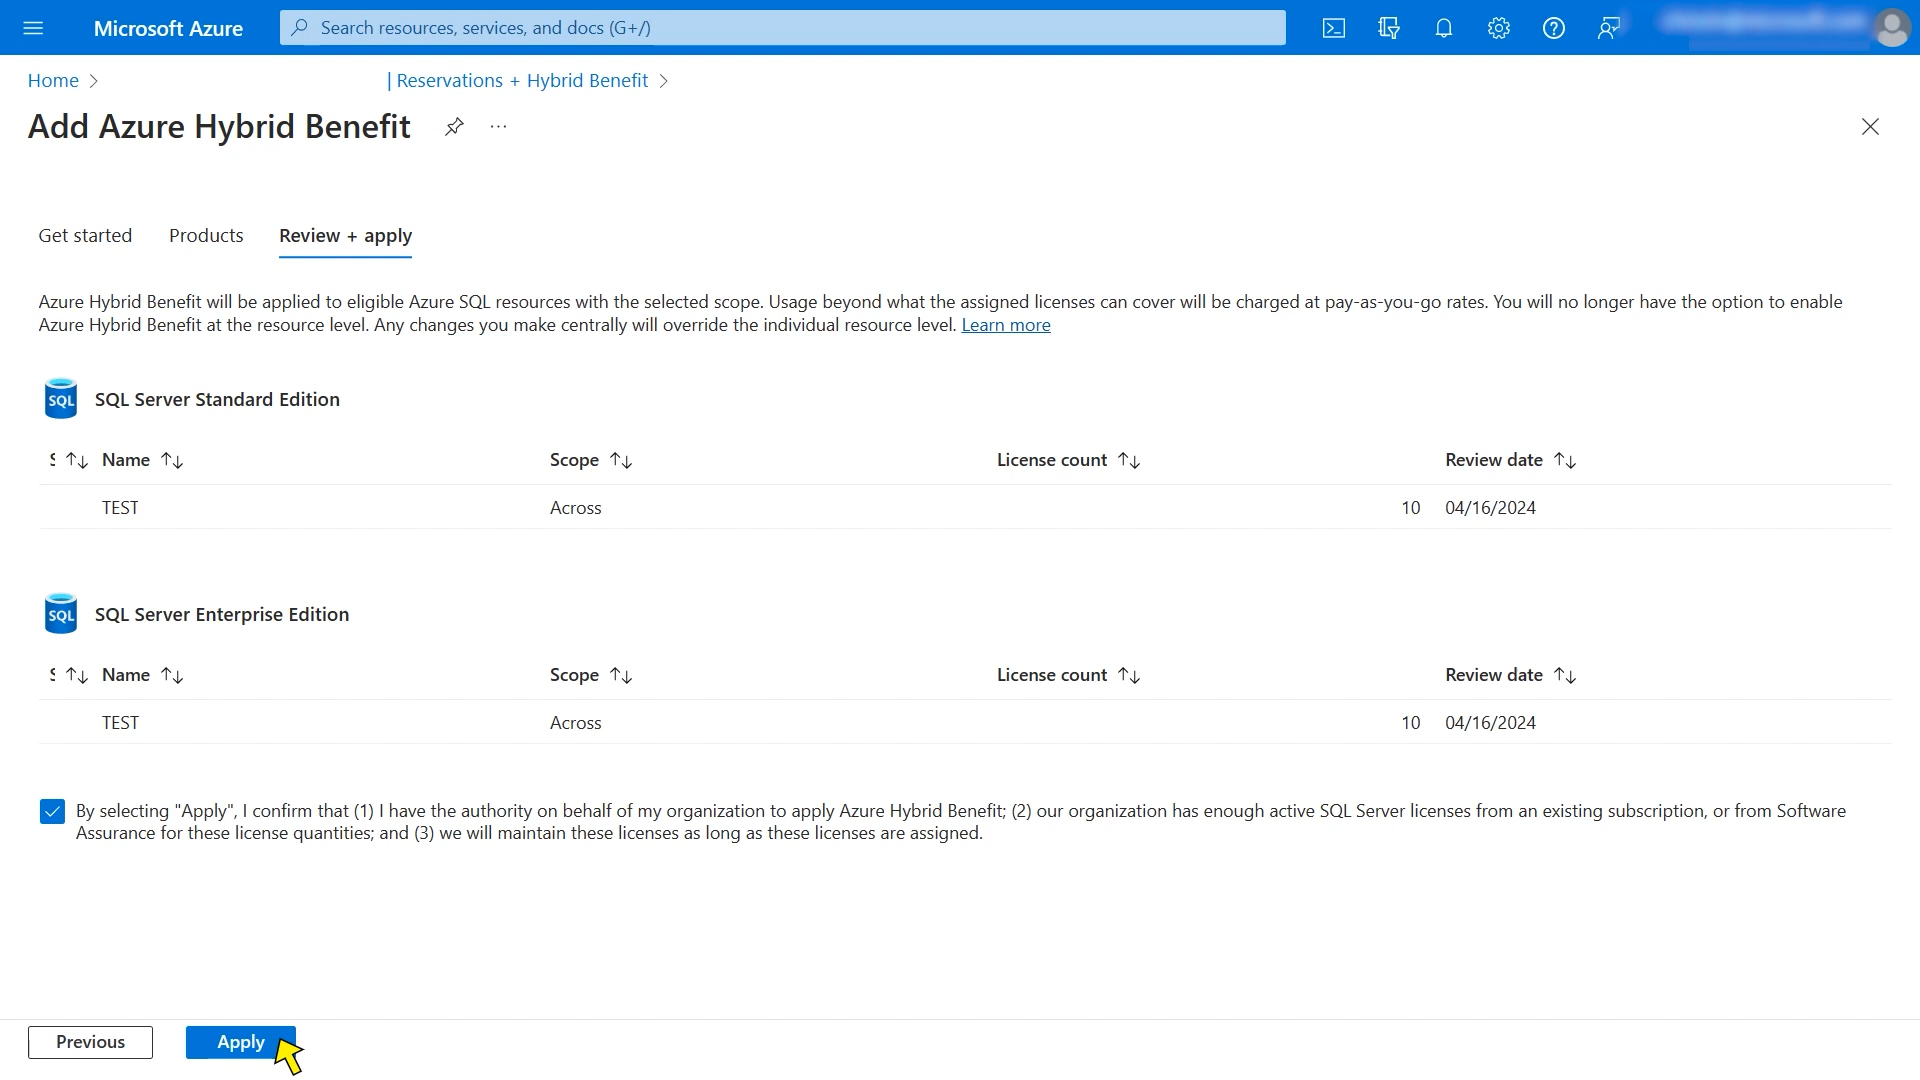 Microsoft Azure
Search resources, services, and docs (G+/)
Home
| Reservations + Hybrid Benefit
Add Azure Hybrid Benefit
Get started
Products
Review + apply
Azure Hybrid Benefit will be applied to eligible Azure SQL resources with the selected scope. Usage beyond what the assigned licenses can cover will be charged at pay-as-you-go rates. You will no longer have the option to enable
Azure Hybrid Benefit at the resource level. Any changes you make centrally will override the individual resource level. Learn more
SQL
SQL Server Standard Edition
Name Scope License count Review date
TEST Across 10 04/16/2024
SQL
SQL Server Enterprise Edition
Name Scope License count Review date
TEST Across 10 04/16/2024
By selecting "Apply", I confirm that (1) I have the authority on behalf of my organization to apply Azure Hybrid Benefit; (2) our organization has enough active SQL Server licenses from an existing subscription, or from Software
Assurance for these license quantities; and (3) we will maintain these licenses as long as these licenses are assigned.
Previous
Apply